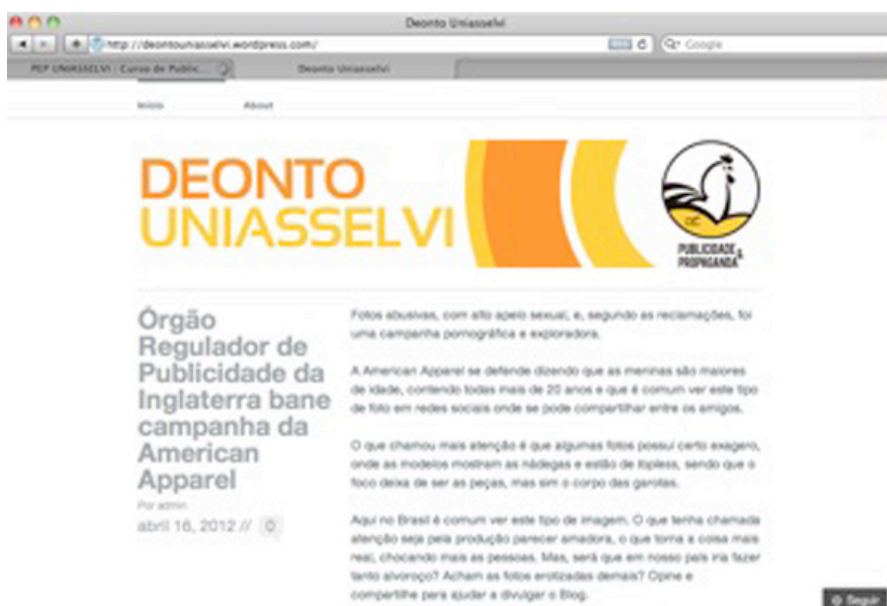 Deonto Uniasselvi
http://deontouniasselvi.wordpress.com/
Google
PEP UNIASSELVI | Curso de Public...
Deonto Uniasselvi
Início
About
DEONTO
UNIASSELVI
PUBLICIDADE &
PROPAGANDA
Órgão
Regulador de
Publicidade da
Inglaterra bane
campanha da
American
Apparel
Por admin
abril 16, 2012 // 0
Fotos abusivas, com alto apelo sexual, e, segundo as reclamações, foi
uma campanha pornográfica e exploradora.
A American Apparel se defende dizendo que as meninas são maiores
de idade, contendo todas mais de 20 anos e que é comum ver este tipo
de foto em redes sociais onde se pode compartilhar entre os amigos.
O que chamou mais atenção é que algumas fotos possui certo exagero,
onde as modelos mostram as nádegas e estão de topless, sendo que o
foco deixa de ser as peças, mas sim o corpo das garotas.
Aqui no Brasil é comum ver este tipo de imagem. O que tenha chamada
atenção seja pela produção parecer amadora, o que torna a coisa mais
real, chocando mais as pessoas. Mas, será que em nosso país iria fazer
tanto alvoroço? Acham as fotos erotizadas demais? Opine e
compartilhe para ajudar a divulgar o Blog.
Seguir